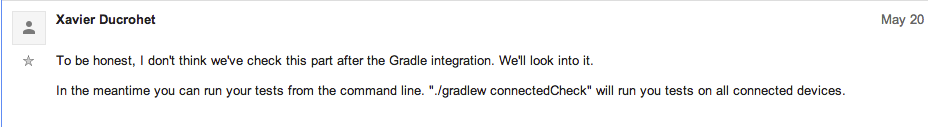 Xavier Ducrohet
May 20
To be honest, I don't think we've check this part after the Gradle integration. We'll look into it.
In the meantime you can run your tests from the command line. "./gradlew connectedCheck" will run you tests on all connected devices.